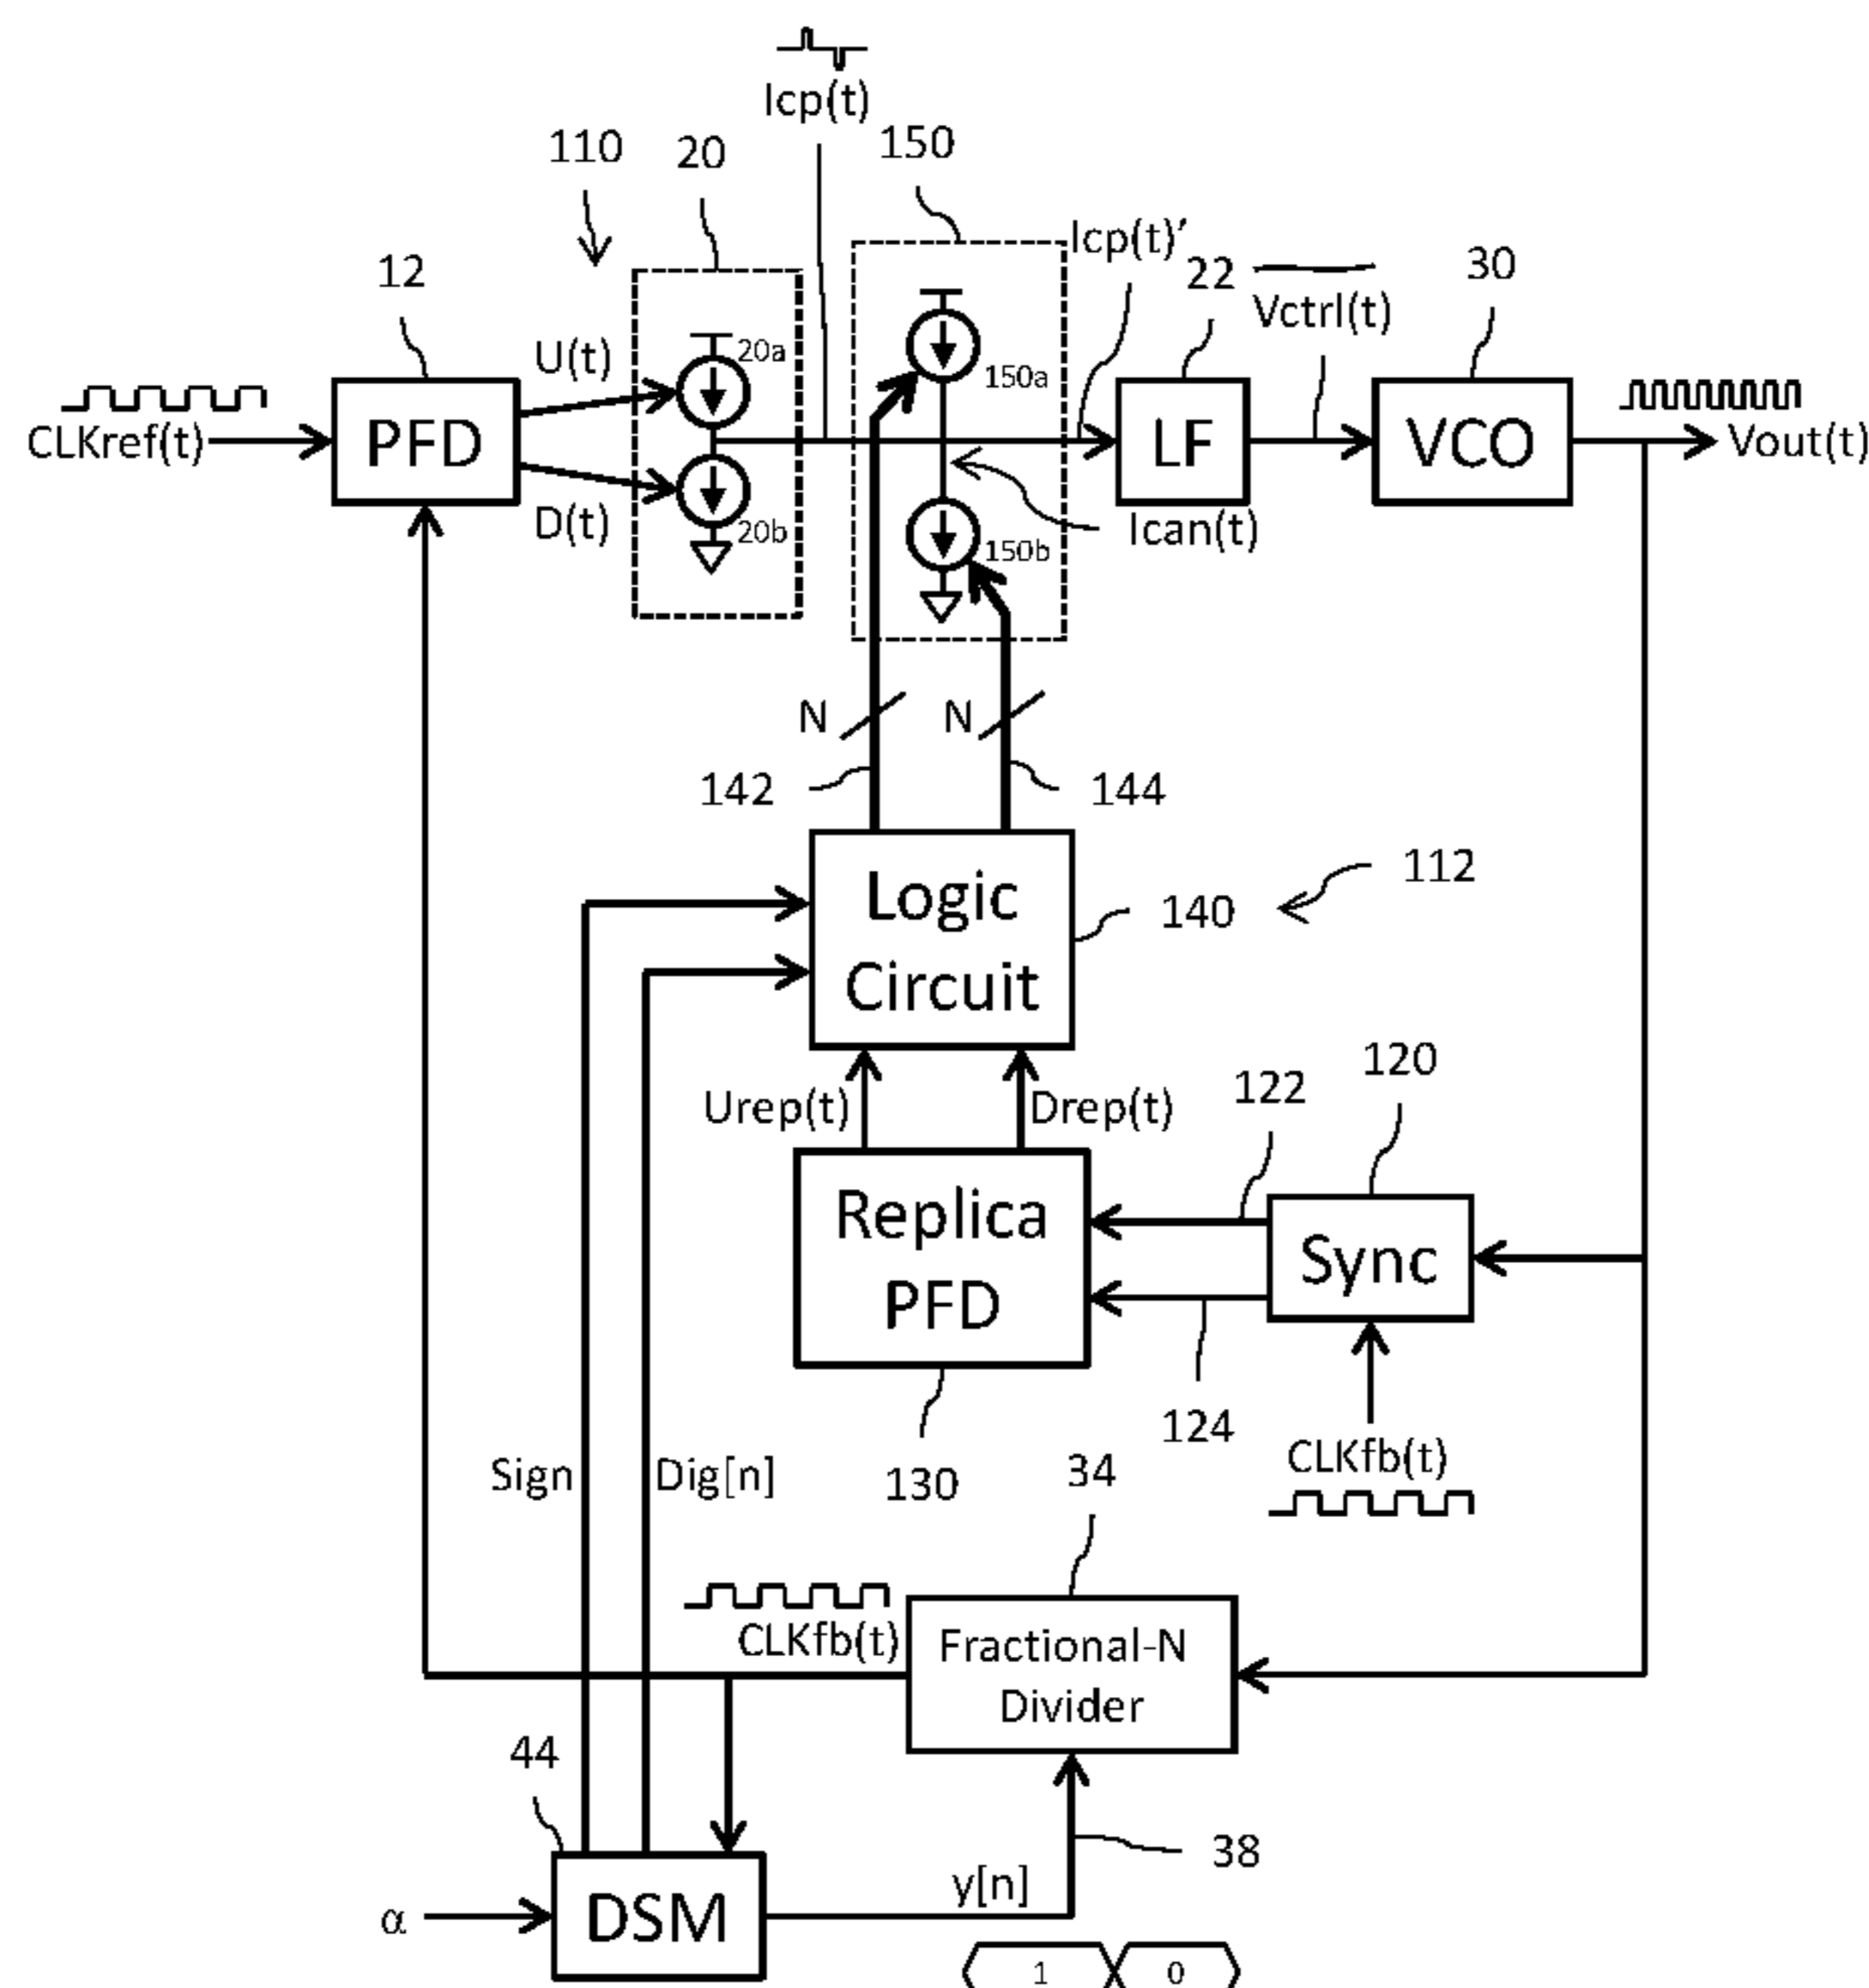 Icp(t)
110
20
150
Icp(t)’
12
22
Vctrl(t)
30
U(t)
20a
150a
CLKref(t)
PFD
LF
VCO
Vout(t)
D(t)
20b
150b
Ican(t)
N
N
142
144
Logic
Circuit
112
140
Urep(t)
Drep(t)
122
120
Replica
PFD
Sync
124
CLKfb(t)
Sign
Dig[n]
130
34
CLKfb(t)
Fractional-N
Divider
44
38
α
DSM
y[n]
1
0